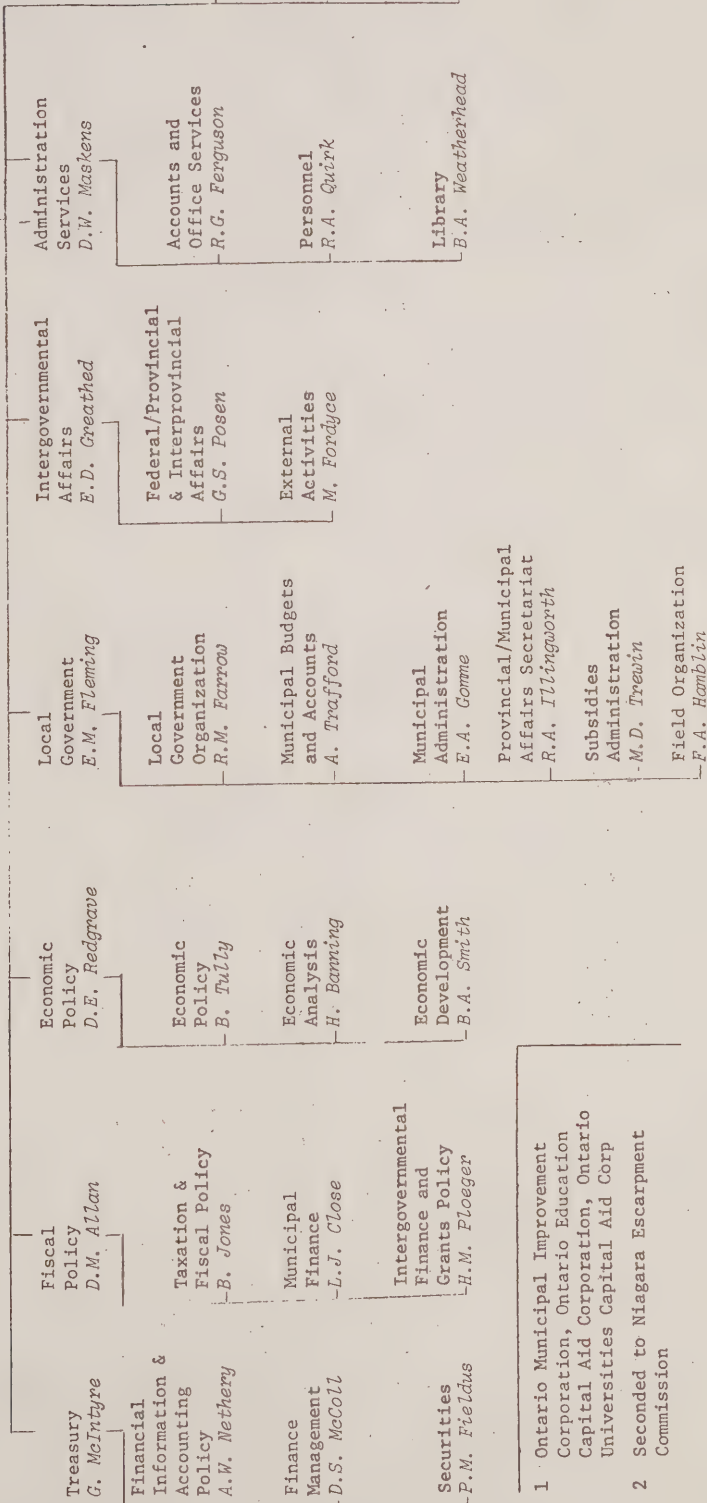 Treasury
G. McIntyre
Financial
Information &
Accounting
Policy
A.W. Nethery
Finance
Management
D.S. McColl
Securities
P.M. Fieldus
Fiscal
Policy
D.M. Allan
Taxation &
Fiscal Policy
B. Jones
Municipal
Finance
L.J. Close
Intergovernmental
Finance and
Grants Policy
H.M. Ploeger
Economic
Policy
D.E. Redgrave
Economic
Policy
B. Tully
Economic
Analysis
H. Banning
Economic
Development
B.A. Smith
Local
Government
E.M. Fleming
Local
Government
Organization
R.M. Farrow
Municipal Budgets
and Accounts
A. Trafford
Municipal
Administration
E.A. Gomme
Provincial/Municipal
Affairs Secretariat
R.A. Illingworth
Subsidies
Administration
M.D. Trewin
Field Organization
F.A. Hamblin
Intergovernmental
Affairs
E.D. Greathed
Federal/Provincial
& Interprovincial
Affairs
G.S. Posen
External
Activities
M. Fordyce
Administration
Services
D.W. Maskens
Accounts and
Office Services
R.G. Ferguson
Personnel
R.A. Quirk
Library
B.A. Weatherhead
1 Ontario Municipal Improvement
Corporation, Ontario Education
Capital Aid Corporation, Ontario
Universities Capital Aid Corp
2 Seconded to Niagara Escarpment
Commission